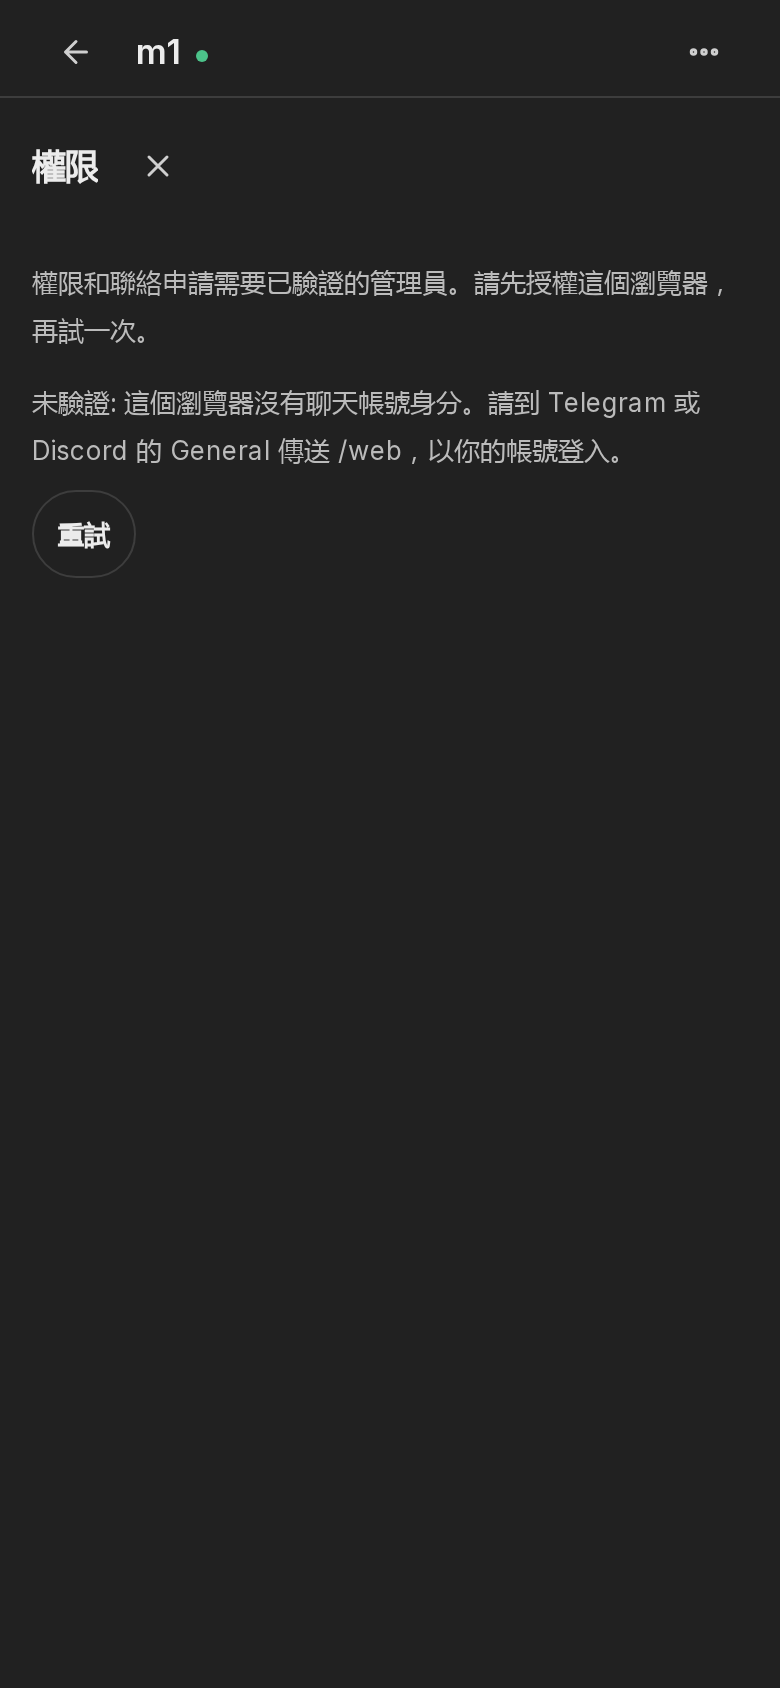 m1
權限
權限和聯絡申請需要已驗證的管理員。請先授權這個瀏覽器，
再試一次。
未驗證: 這個瀏覽器沒有聊天帳號身分。請到 Telegram 或
Discord 的 General 傳送 /web，以你的帳號登入。
重試